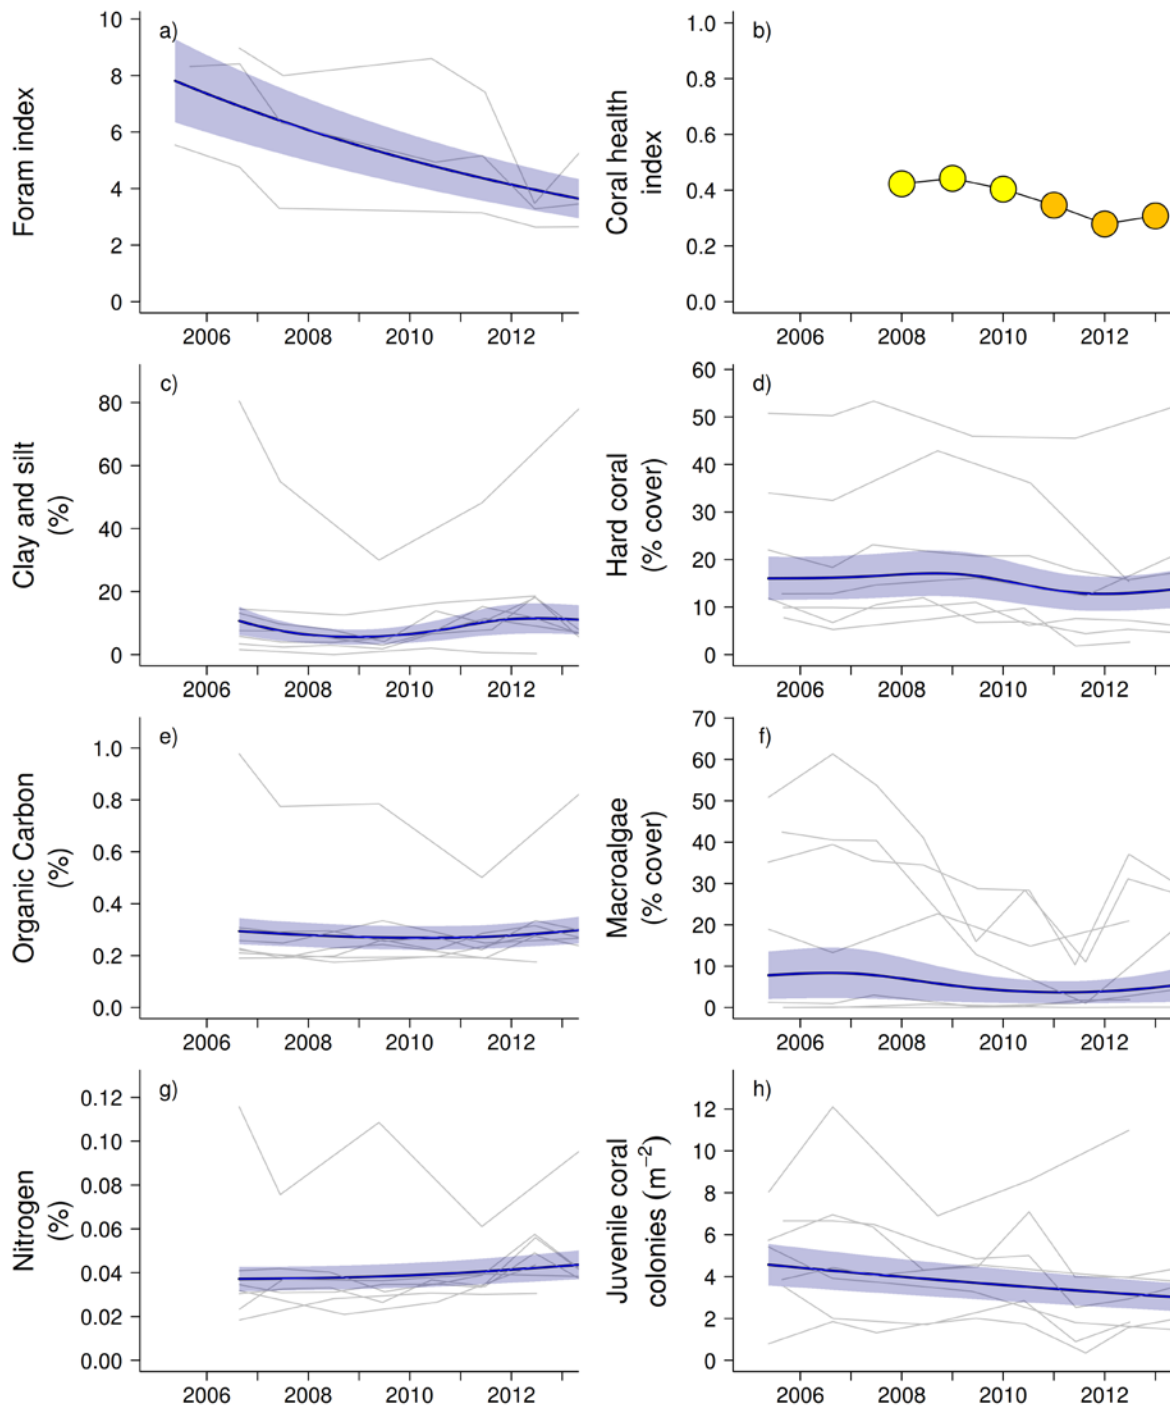 a)
Foram index
10
8
6
4
2
0
2006 2008 2010 2012
b)
Coral health
index
1.0
0.8
0.6
0.4
0.2
0.0
2006 2008 2010 2012
c)
Clay and silt
(%)
80
60
40
20
0
2006 2008 2010 2012
d)
Hard coral
(% cover)
60
50
40
30
20
10
0
2006 2008 2010 2012
e)
Organic Carbon
(%)
1.0
0.8
0.6
0.4
0.2
0.0
2006 2008 2010 2012
f)
Macroalgae
(% cover)
70
60
50
40
30
20
10
0
2006 2008 2010 2012
g)
Nitrogen
(%)
0.12
0.10
0.08
0.06
0.04
0.02
0.00
2006 2008 2010 2012
h)
Juvenile coral
colonies (m⁻²)
12
10
8
6
4
2
0
2006 2008 2010 2012